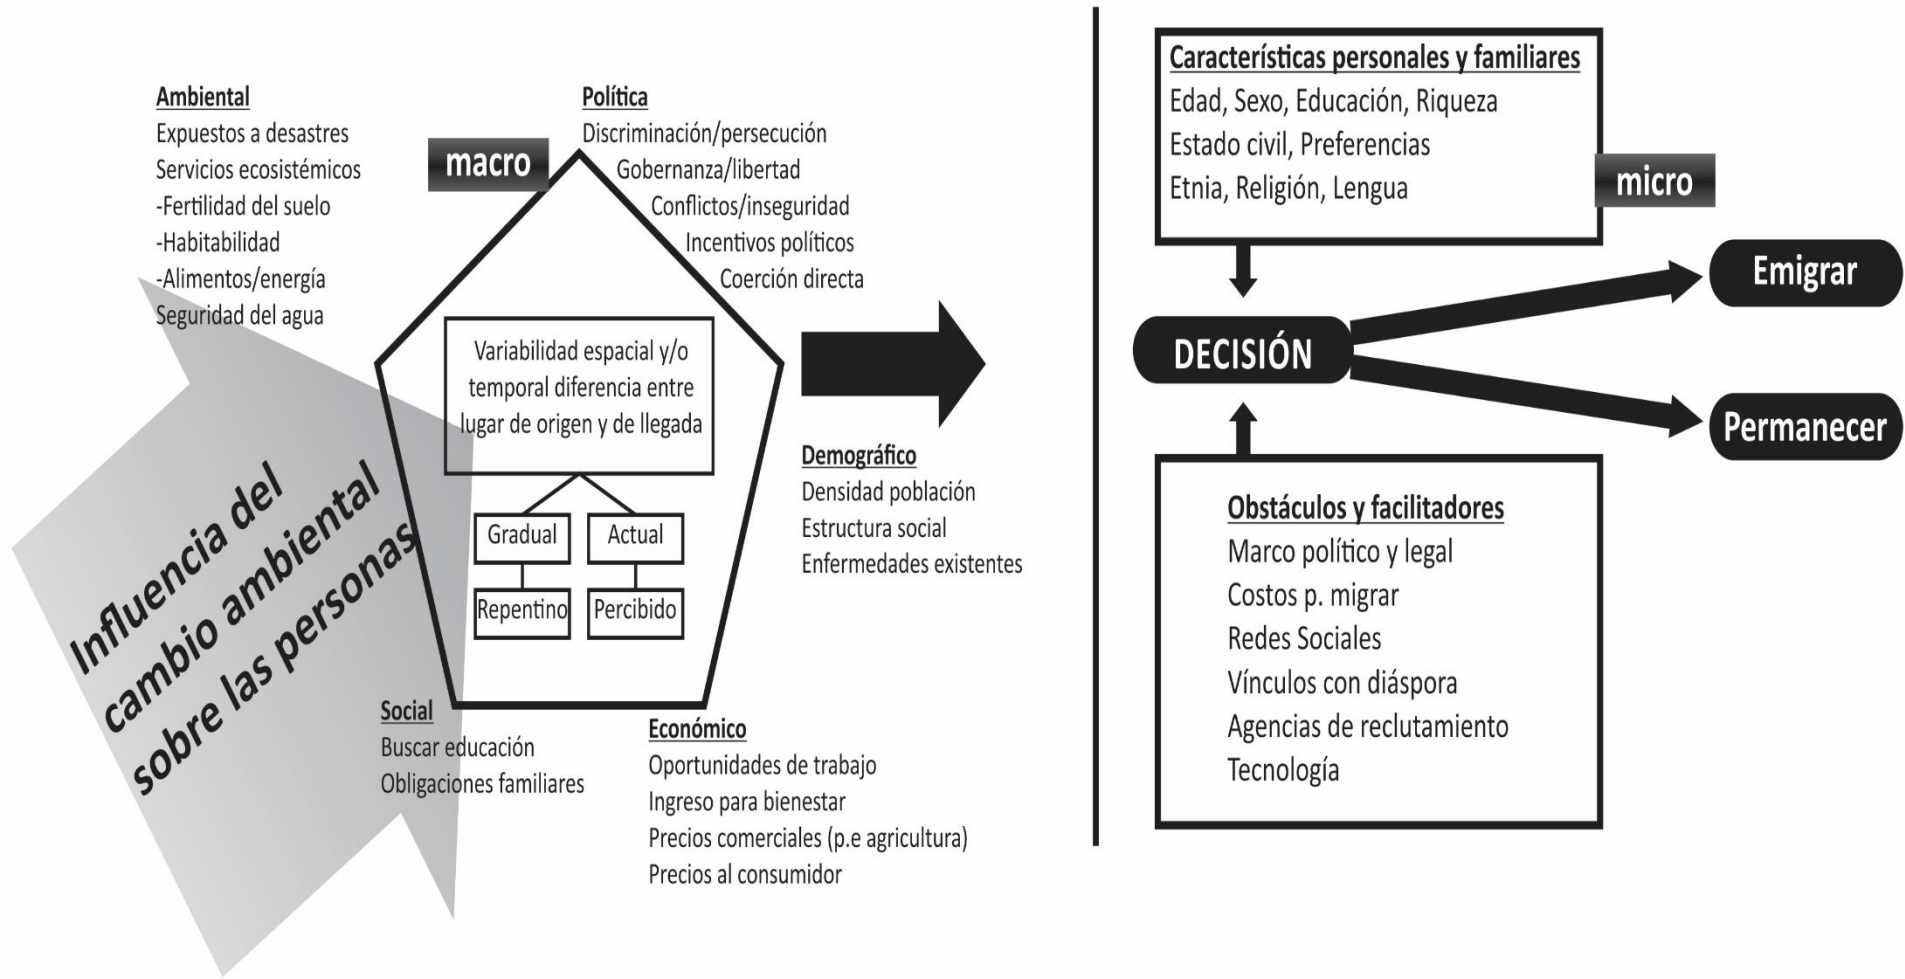 Ambiental
Expuestos a desastres
Servicios ecosistémicos
-Fertilidad del suelo
-Habitabilidad
-Alimentos/energía
Seguridad del agua
macro
Política
Discriminación/persecución
Gobernanza/libertad
Conflictos/inseguridad
Incentivos políticos
Coerción directa
Variabilidad espacial y/o
temporal diferencia entre
lugar de origen y de llegada
Gradual
Actual
Repentino
Percibido
Influencia del
cambio ambiental
sobre las personas
Demográfico
Densidad población
Estructura social
Enfermedades existentes
Social
Buscar educación
Obligaciones familiares
Económico
Oportunidades de trabajo
Ingreso para bienestar
Precios comerciales (p.e agricultura)
Precios al consumidor
Características personales y familiares
Edad, Sexo, Educación, Riqueza
Estado civil, Preferencias
Etnia, Religión, Lengua
micro
DECISIÓN
Emigrar
Permanecer
Obstáculos y facilitadores
Marco político y legal
Costos p. migrar
Redes Sociales
Vínculos con diáspora
Agencias de reclutamiento
Tecnología